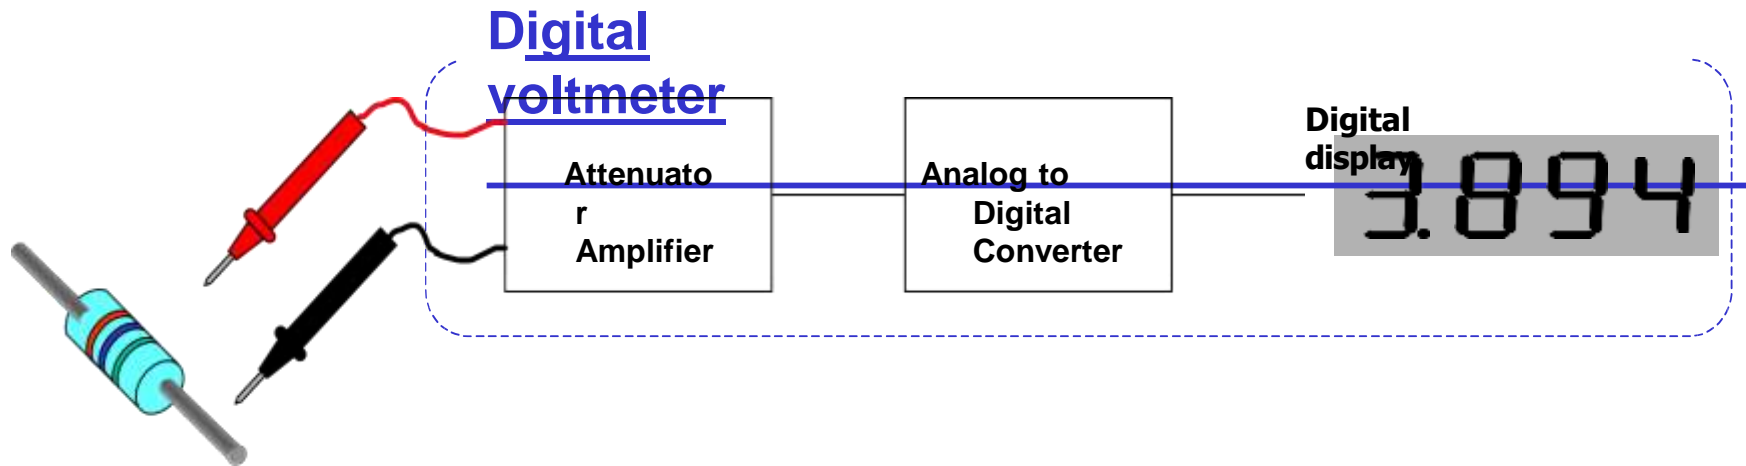 Digital
voltmeter
Attenuato
r
Amplifier
Analog to
Digital
Converter
Digital
display
3.894